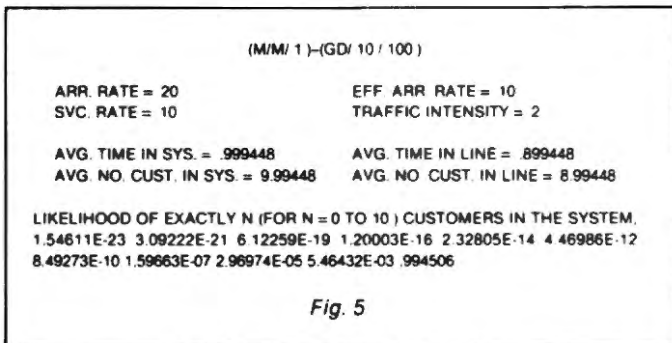 (M/M/ 1 )–(GD/ 10 / 100 )
ARR. RATE = 20 EFF. ARR. RATE = 10
SVC. RATE = 10 TRAFFIC INTENSITY = 2
AVG. TIME IN SYS. = .999448 AVG. TIME IN LINE = .899448
AVG. NO. CUST. IN SYS. = 9.99448 AVG. NO. CUST. IN LINE = 8.99448
LIKELIHOOD OF EXACTLY N (FOR N = 0 TO 10 ) CUSTOMERS IN THE SYSTEM,
1.54611E-23 3.09222E-21 6.12259E-19 1.20003E-16 2.32805E-14 4.46986E-12
8.49273E-10 1.59663E-07 2.96974E-05 5.46432E-03 .994506
Fig. 5